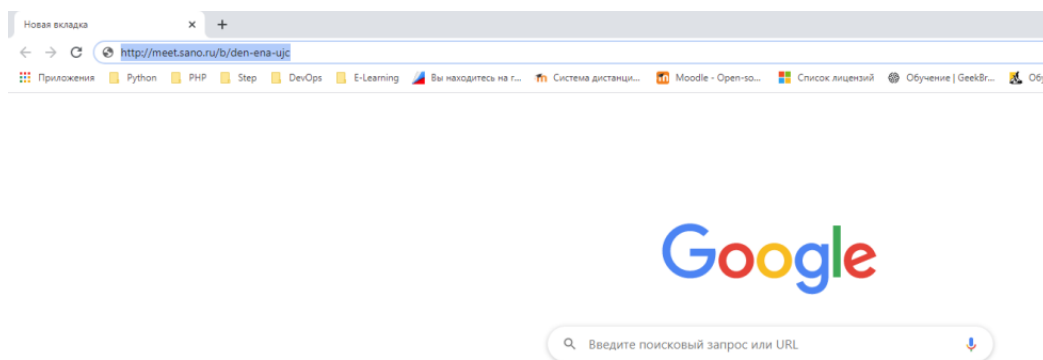 Новая вкладка
http://meet.sano.ru/b/den-ena-ujc
Приложения Python PHP Step DevOps E-Learning Вы находитесь на г... Система дистанци... Moodle - Open-so... Список лицензий Обучение | GeekBr... Об
Google
Введите поисковый запрос или URL